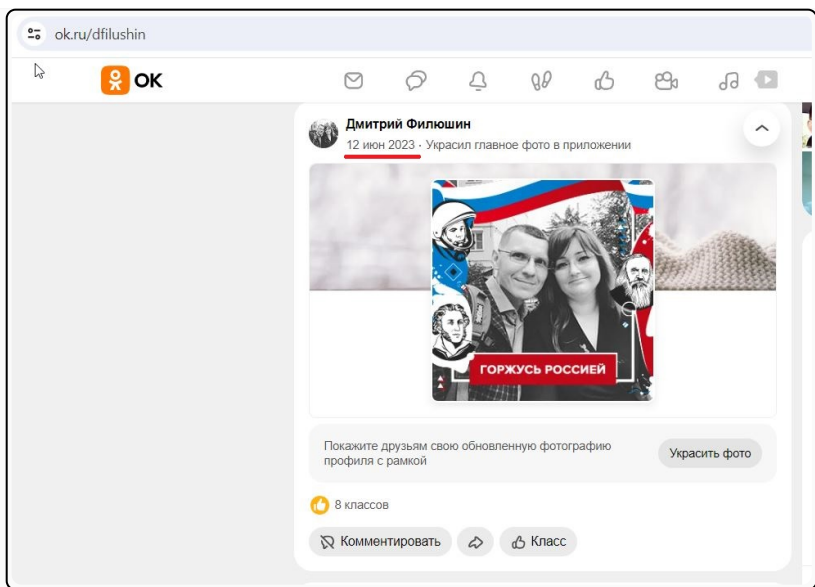 ok.ru/dfilushin
ОК
Дмитрий Филюшин
12 июн 2023 · Украсил главное фото в приложении
ГОРЖУСЬ РОССИЕЙ
Покажите друзьям свою обновленную фотографию
профиля с рамкой
Украсить фото
8 классов
Комментировать
Класс